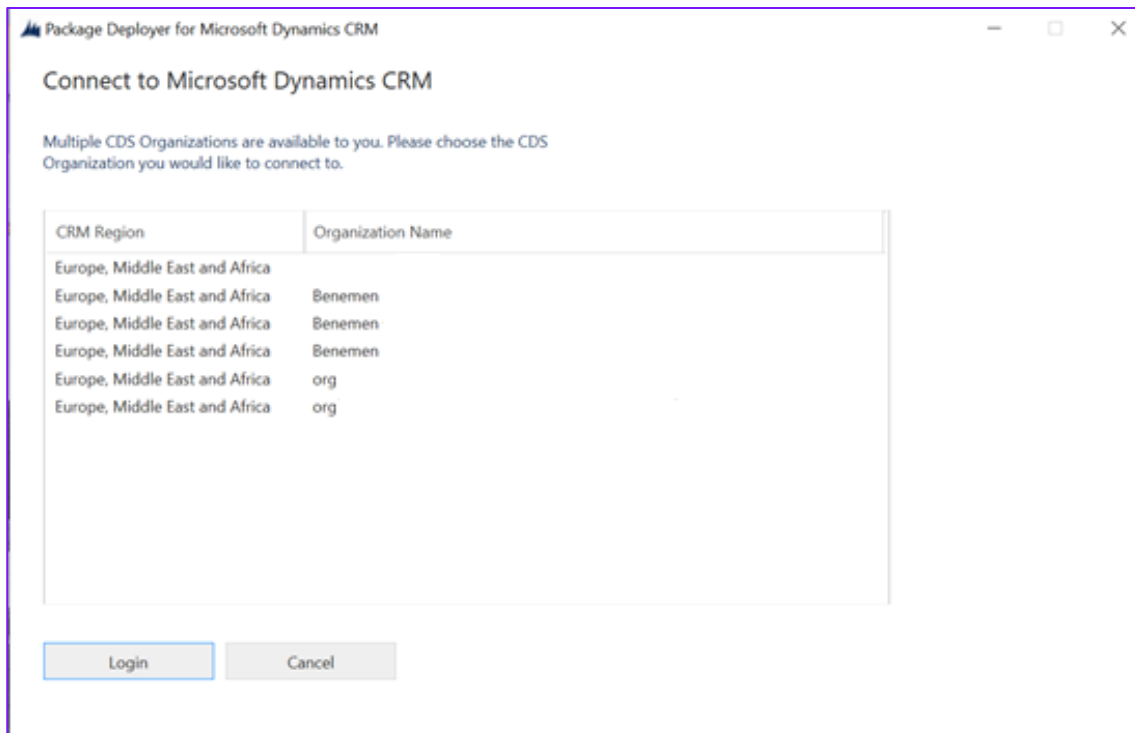 Package Deployer for Microsoft Dynamics CRM
Connect to Microsoft Dynamics CRM
Multiple CDS Organizations are available to you. Please choose the CDS
Organization you would like to connect to.
CRM Region Organization Name
Europe, Middle East and Africa
Europe, Middle East and Africa Benemen
Europe, Middle East and Africa Benemen
Europe, Middle East and Africa Benemen
Europe, Middle East and Africa org
Europe, Middle East and Africa org
Login Cancel